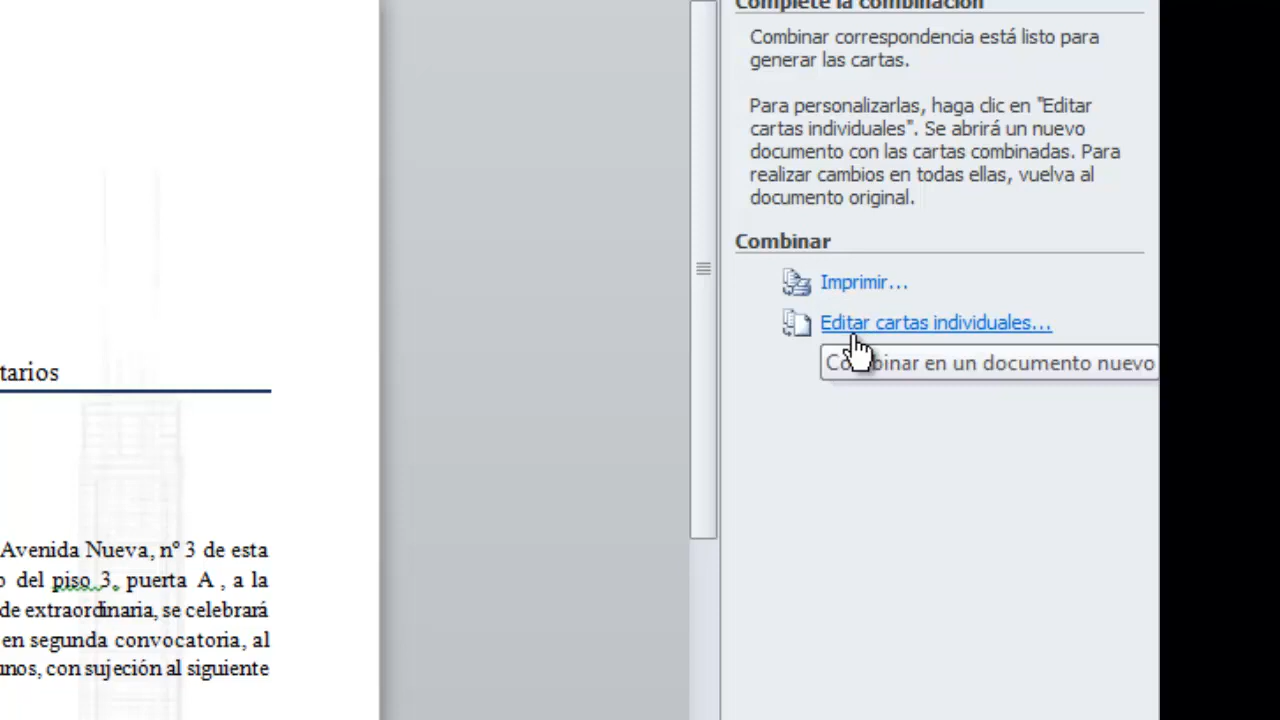 Complete la combinación
Combinar correspondencia está listo para
generar las cartas.
Para personalizarlas, haga clic en "Editar
cartas individuales". Se abrirá un nuevo
documento con las cartas combinadas. Para
realizar cambios en todas ellas, vuelva al
documento original.
Combinar
Imprimir...
Editar cartas individuales...
Combinar en un documento nuevo
tarios
Avenida Nueva, nº 3 de esta
o del piso 3, puerta A , a la
de extraordinaria, se celebrará
en segunda convocatoria, al
unos, con sujeción al siguiente